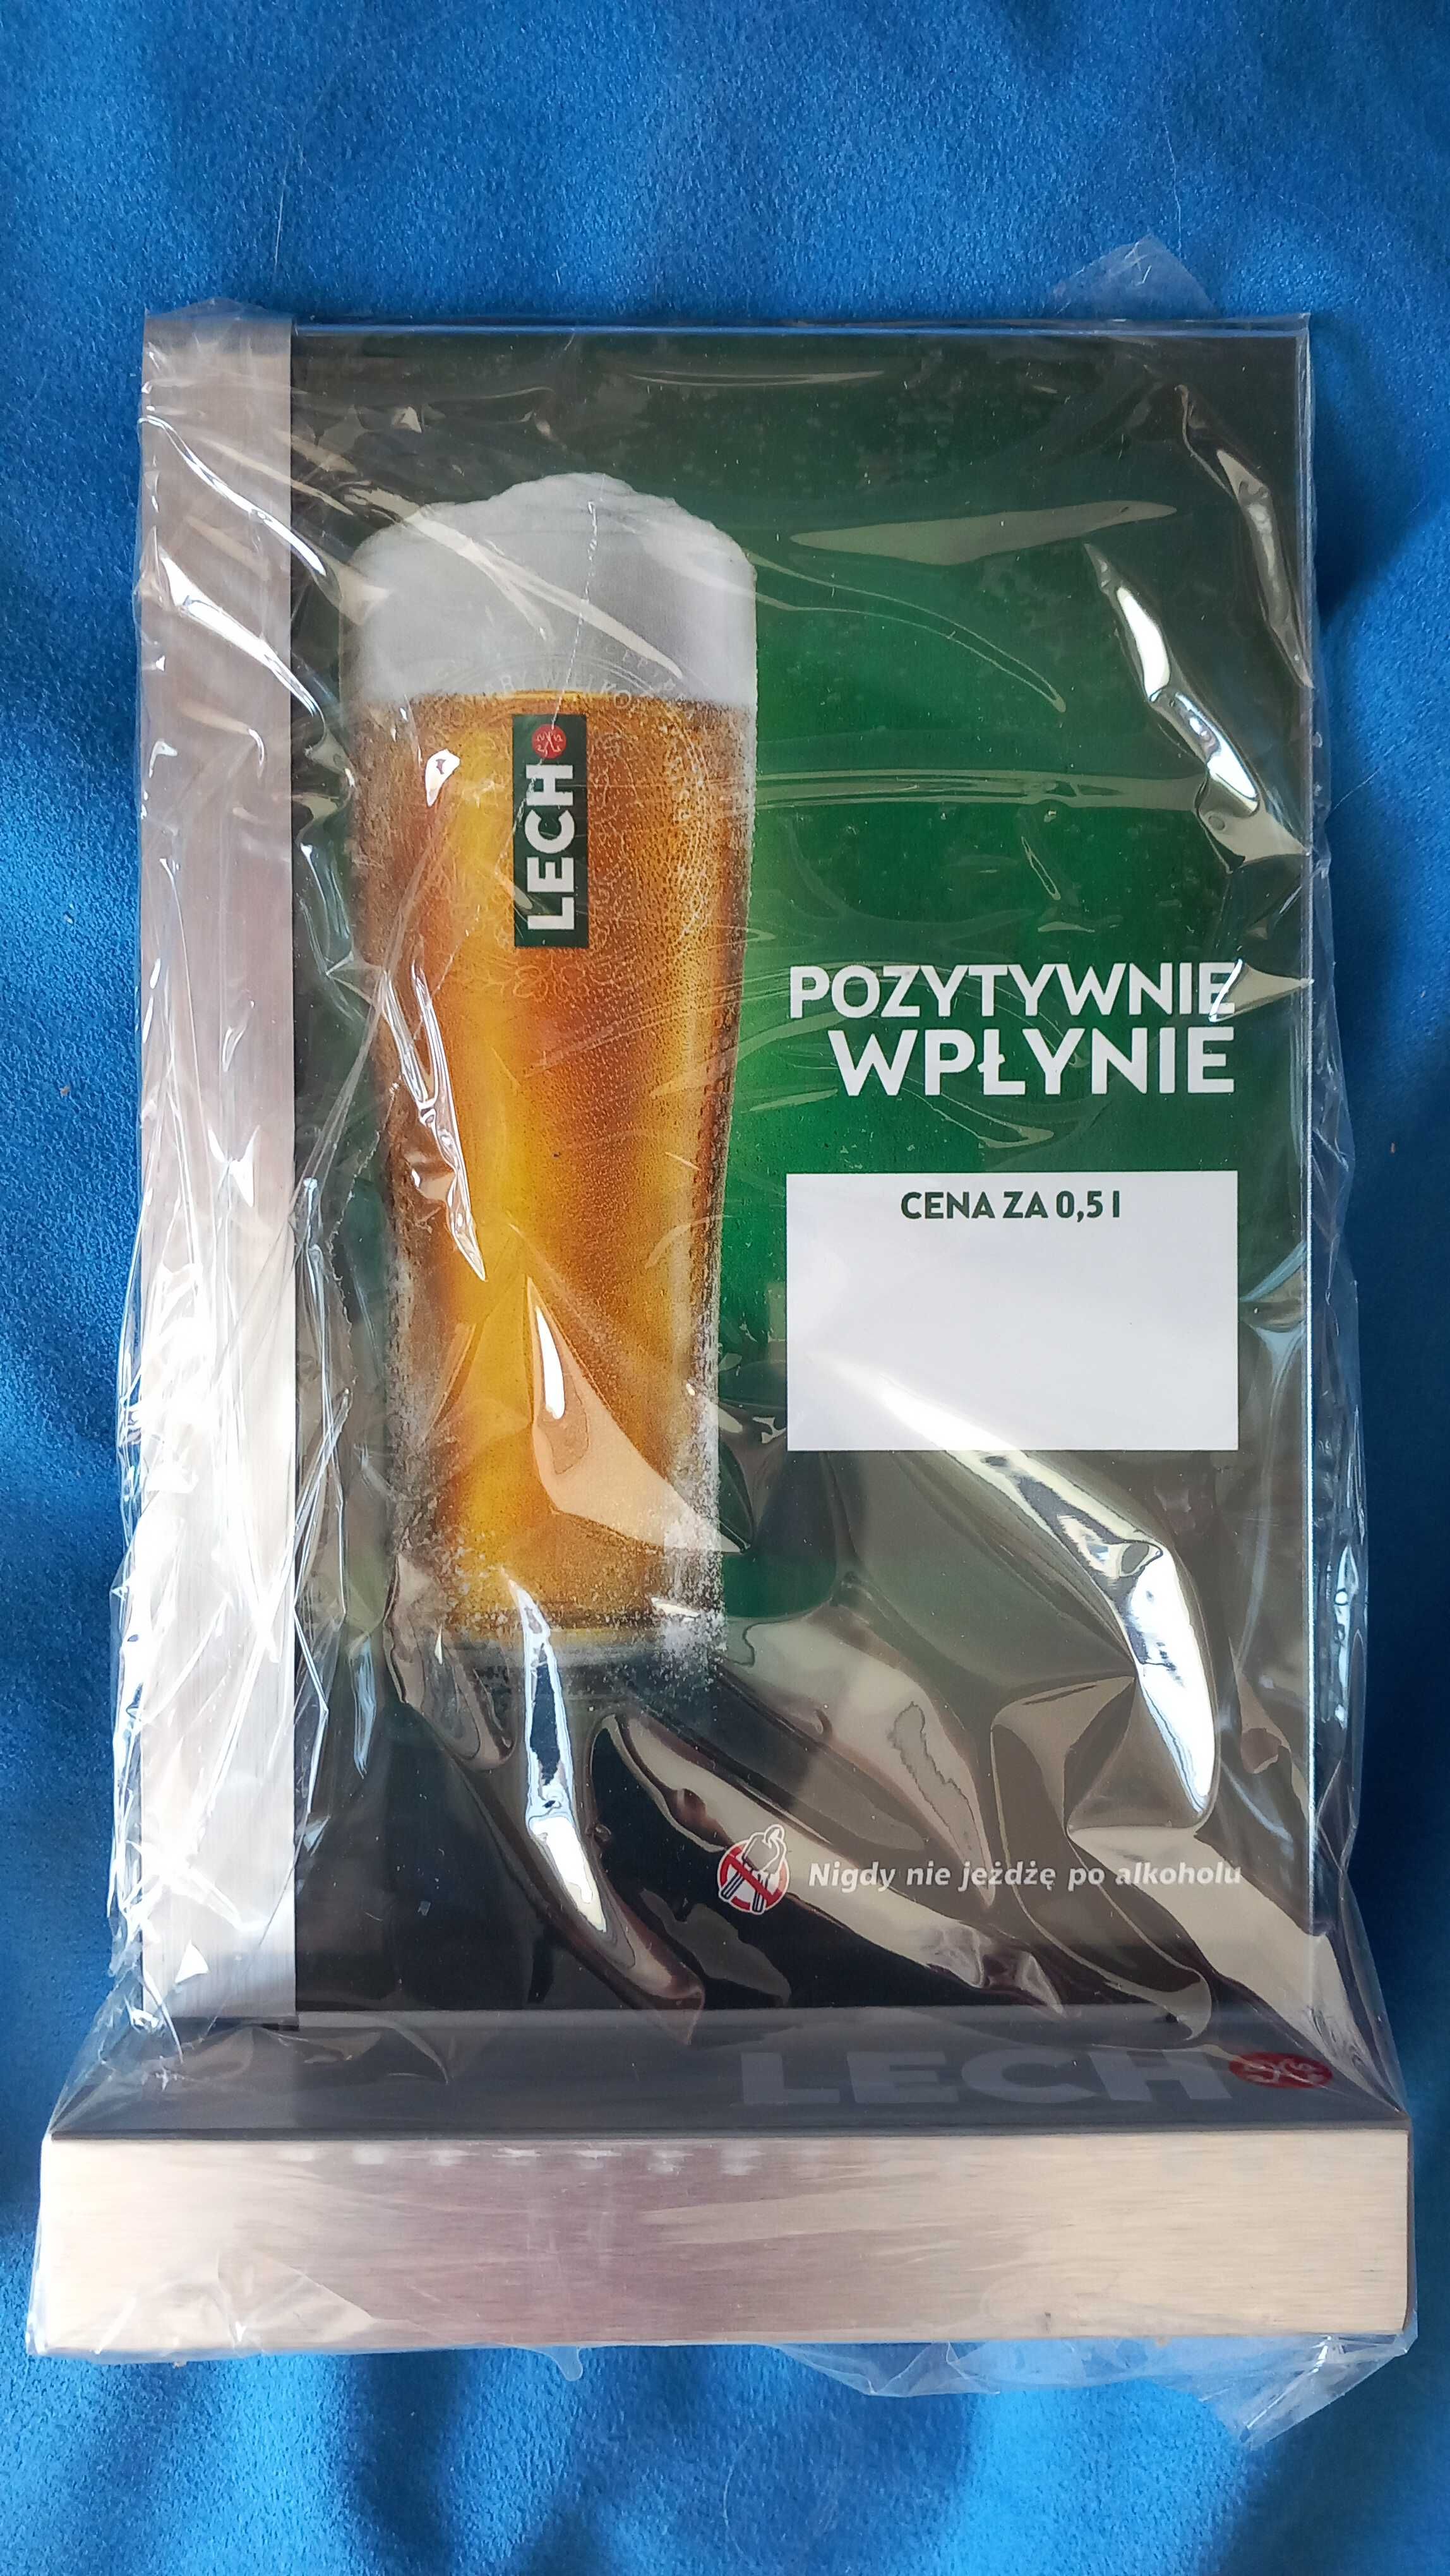 LECH
POZYTYWNIE
WPŁYNIE
CENA ZA 0,5 l
Nigdy nie jeżdżę po alkoholu
LECH